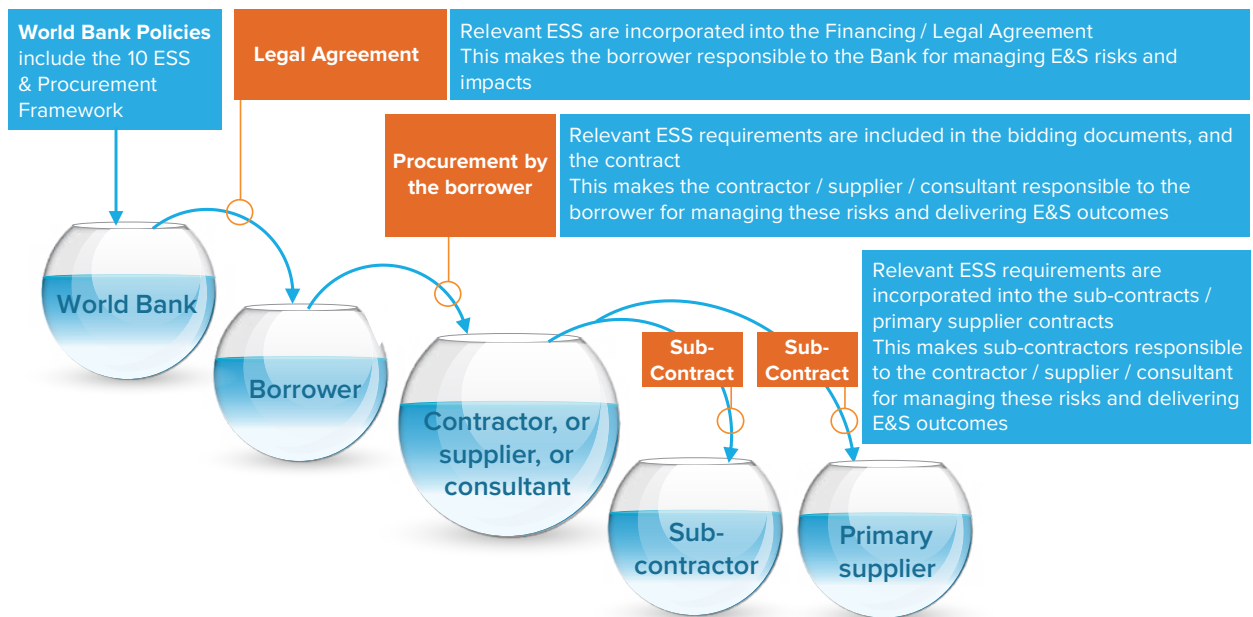 World Bank Policies
include the 10 ESS
& Procurement
Framework
Legal Agreement
Relevant ESS are incorporated into the Financing / Legal Agreement
This makes the borrower responsible to the Bank for managing E&S risks and
impacts
Procurement by
the borrower
Relevant ESS requirements are included in the bidding documents, and
the contract
This makes the contractor / supplier / consultant responsible to the
borrower for managing these risks and delivering E&S outcomes
Relevant ESS requirements are
incorporated into the sub-contracts /
primary supplier contracts
This makes sub-contractors responsible
to the contractor / supplier / consultant
for managing these risks and delivering
E&S outcomes
Sub-
Contract
Sub-
Contract
World Bank
Borrower
Contractor, or
supplier, or
consultant
Sub-
contractor
Primary
supplier